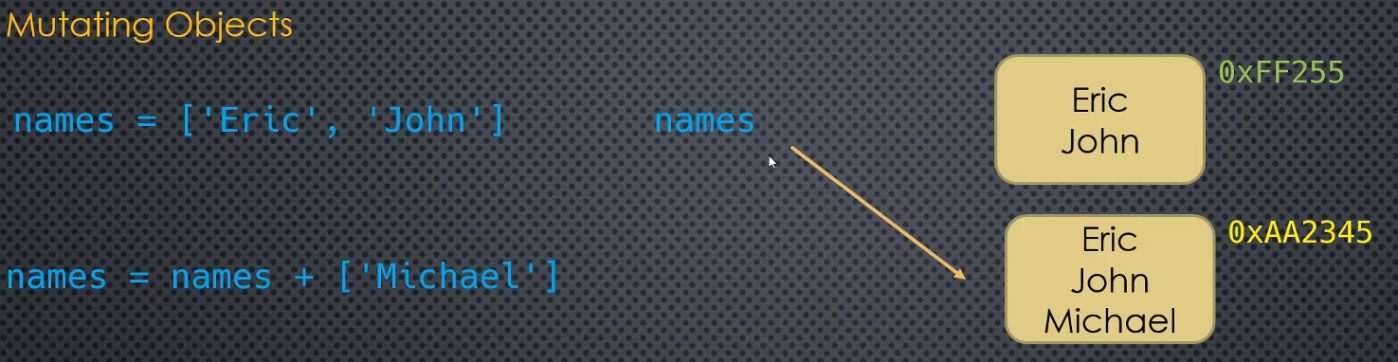 Mutating Objects
names = ['Eric', 'John']
names
Eric
John
0xFF255
names = names + ['Michael']
Eric
John
Michael
0xAA2345